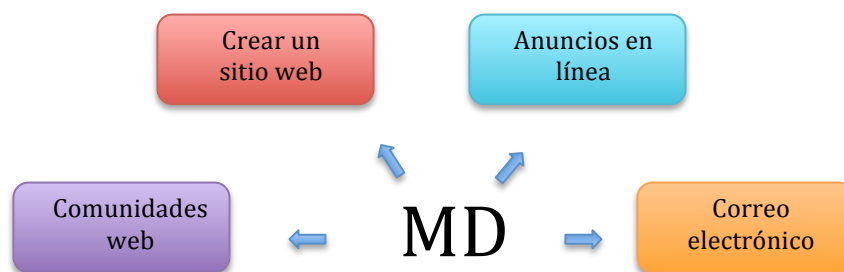 Crear un
sitio web
Anuncios en
línea
Comunidades
web
MD
Correo
electrónico